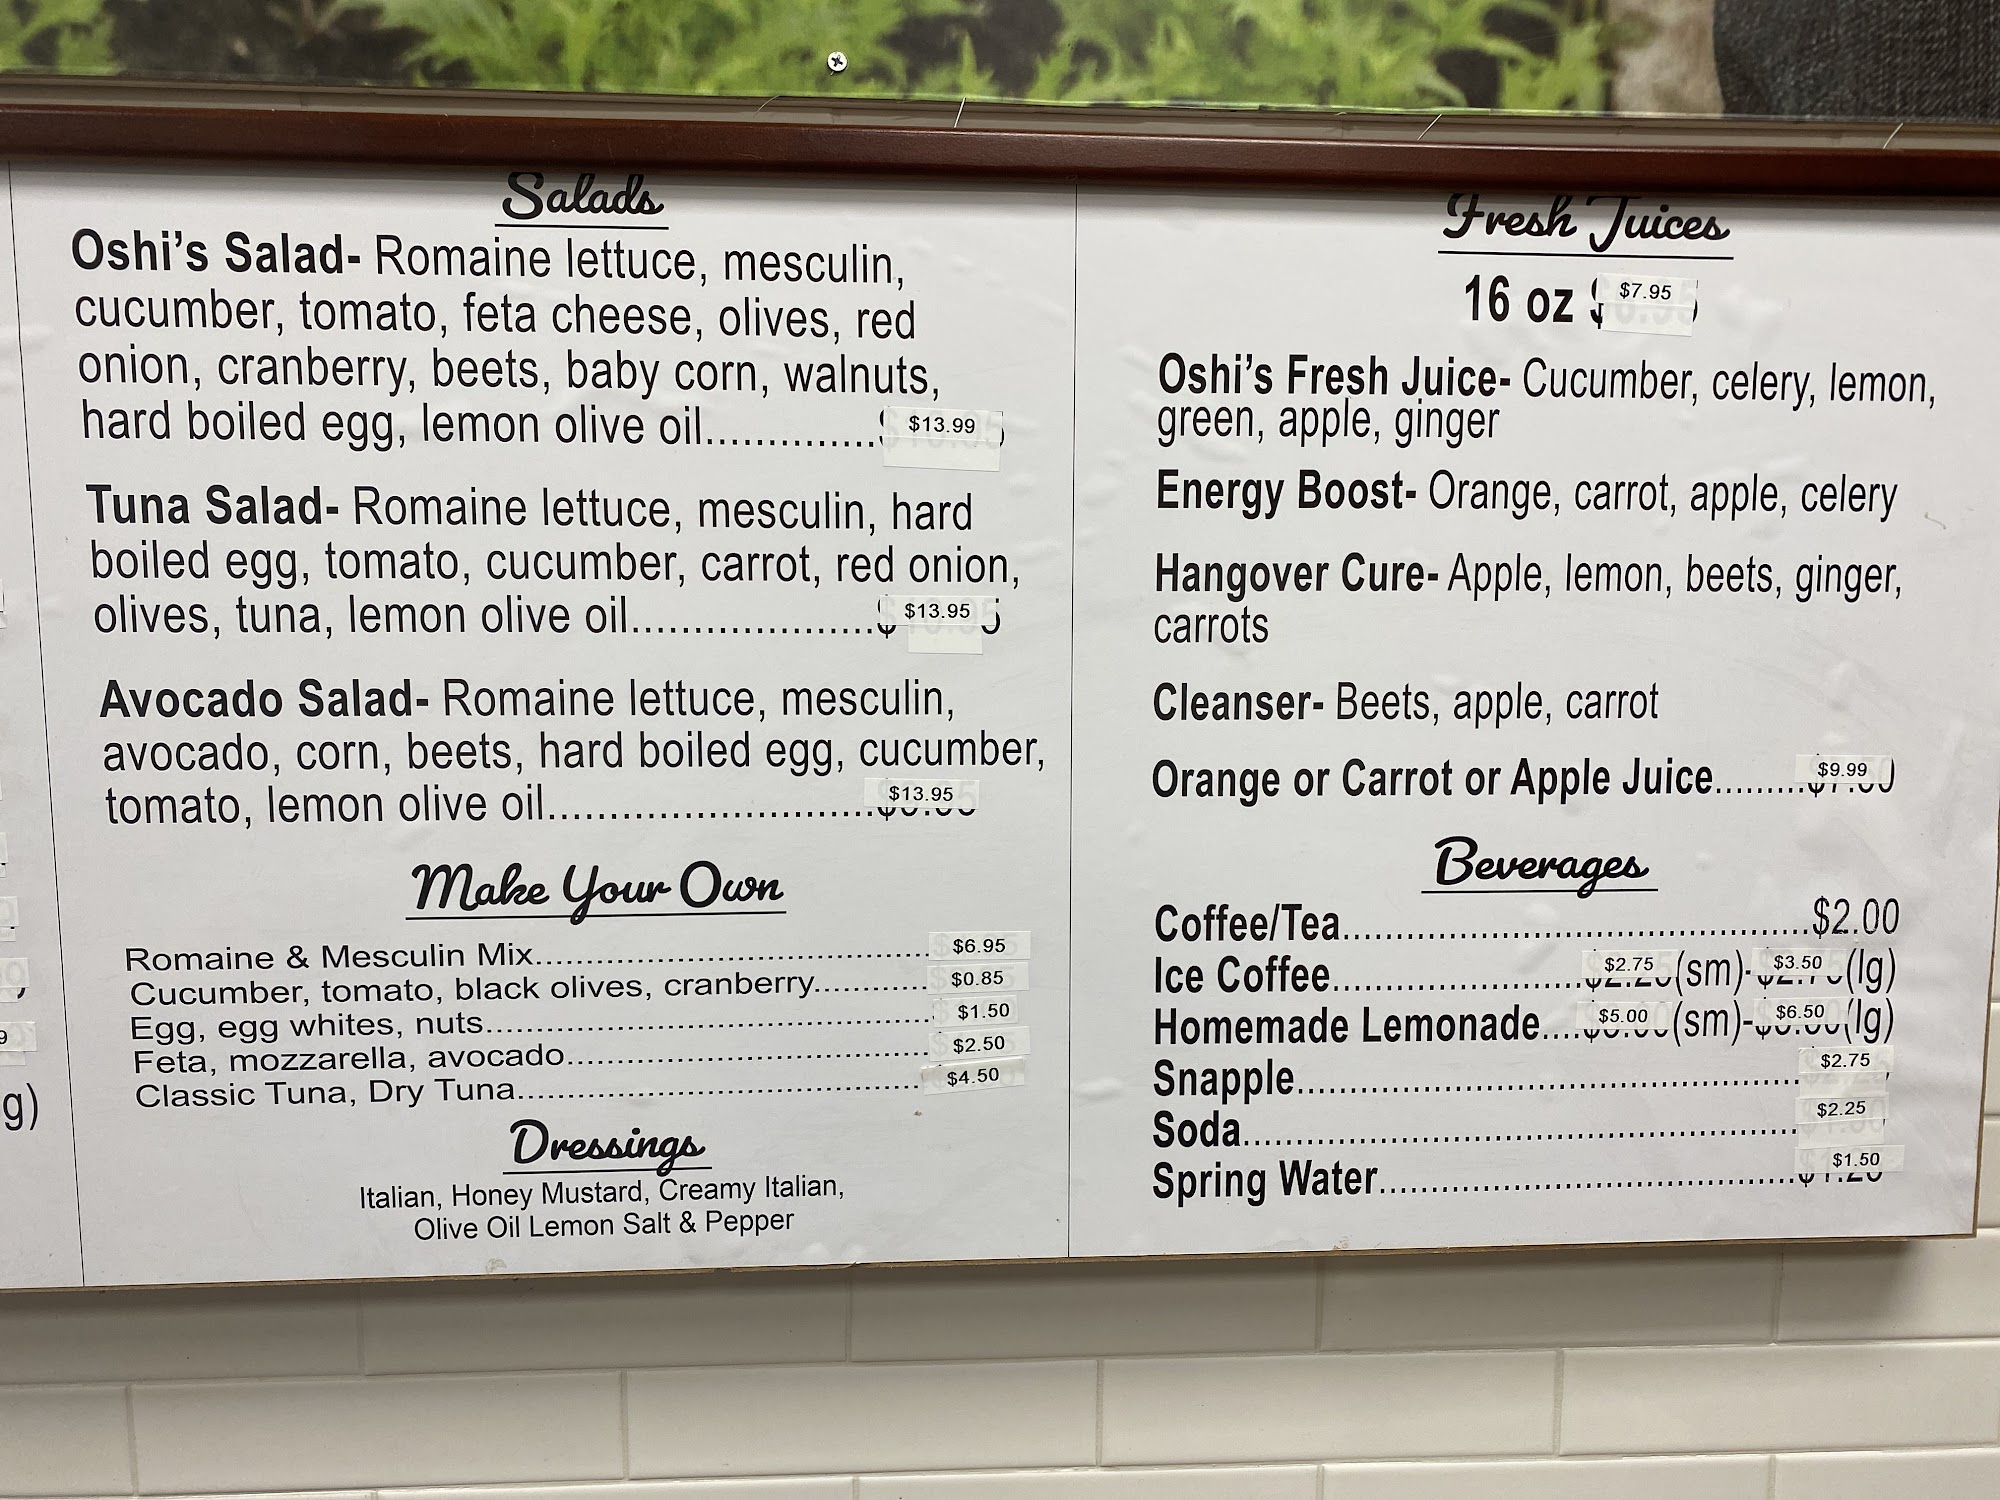 Salads
Oshi's Salad- Romaine lettuce, mesculin,
cucumber, tomato, feta cheese, olives, red
onion, cranberry, beets, baby corn, walnuts,
hard boiled egg, lemon olive oil..............$13.99
Tuna Salad- Romaine lettuce, mesculin, hard
boiled egg, tomato, cucumber, carrot, red onion,
olives, tuna, lemon olive oil....................$13.95
Avocado Salad- Romaine lettuce, mesculin,
avocado, corn, beets, hard boiled egg, cucumber,
tomato, lemon olive oil...........................$13.95
Make Your Own
Romaine & Mesculin Mix..........................................$6.95
Cucumber, tomato, black olives, cranberry............$0.85
Egg, egg whites, nuts...............................................$1.50
Feta, mozzarella, avocado......................................$2.50
Classic Tuna, Dry Tuna...........................................$4.50
Dressings
Italian, Honey Mustard, Creamy Italian,
Olive Oil Lemon Salt & Pepper
Fresh Juices
16 oz $7.95
Oshi's Fresh Juice- Cucumber, celery, lemon,
green, apple, ginger
Energy Boost- Orange, carrot, apple, celery
Hangover Cure- Apple, lemon, beets, ginger,
carrots
Cleanser- Beets, apple, carrot
Orange or Carrot or Apple Juice.........$9.99
Beverages
Coffee/Tea......................................$2.00
Ice Coffee....................$2.75(sm)-$3.50(lg)
Homemade Lemonade....$5.00(sm)-$6.50(lg)
Snapple.........................................$2.75
Soda.............................................$2.25
Spring Water..................................$1.50
g)